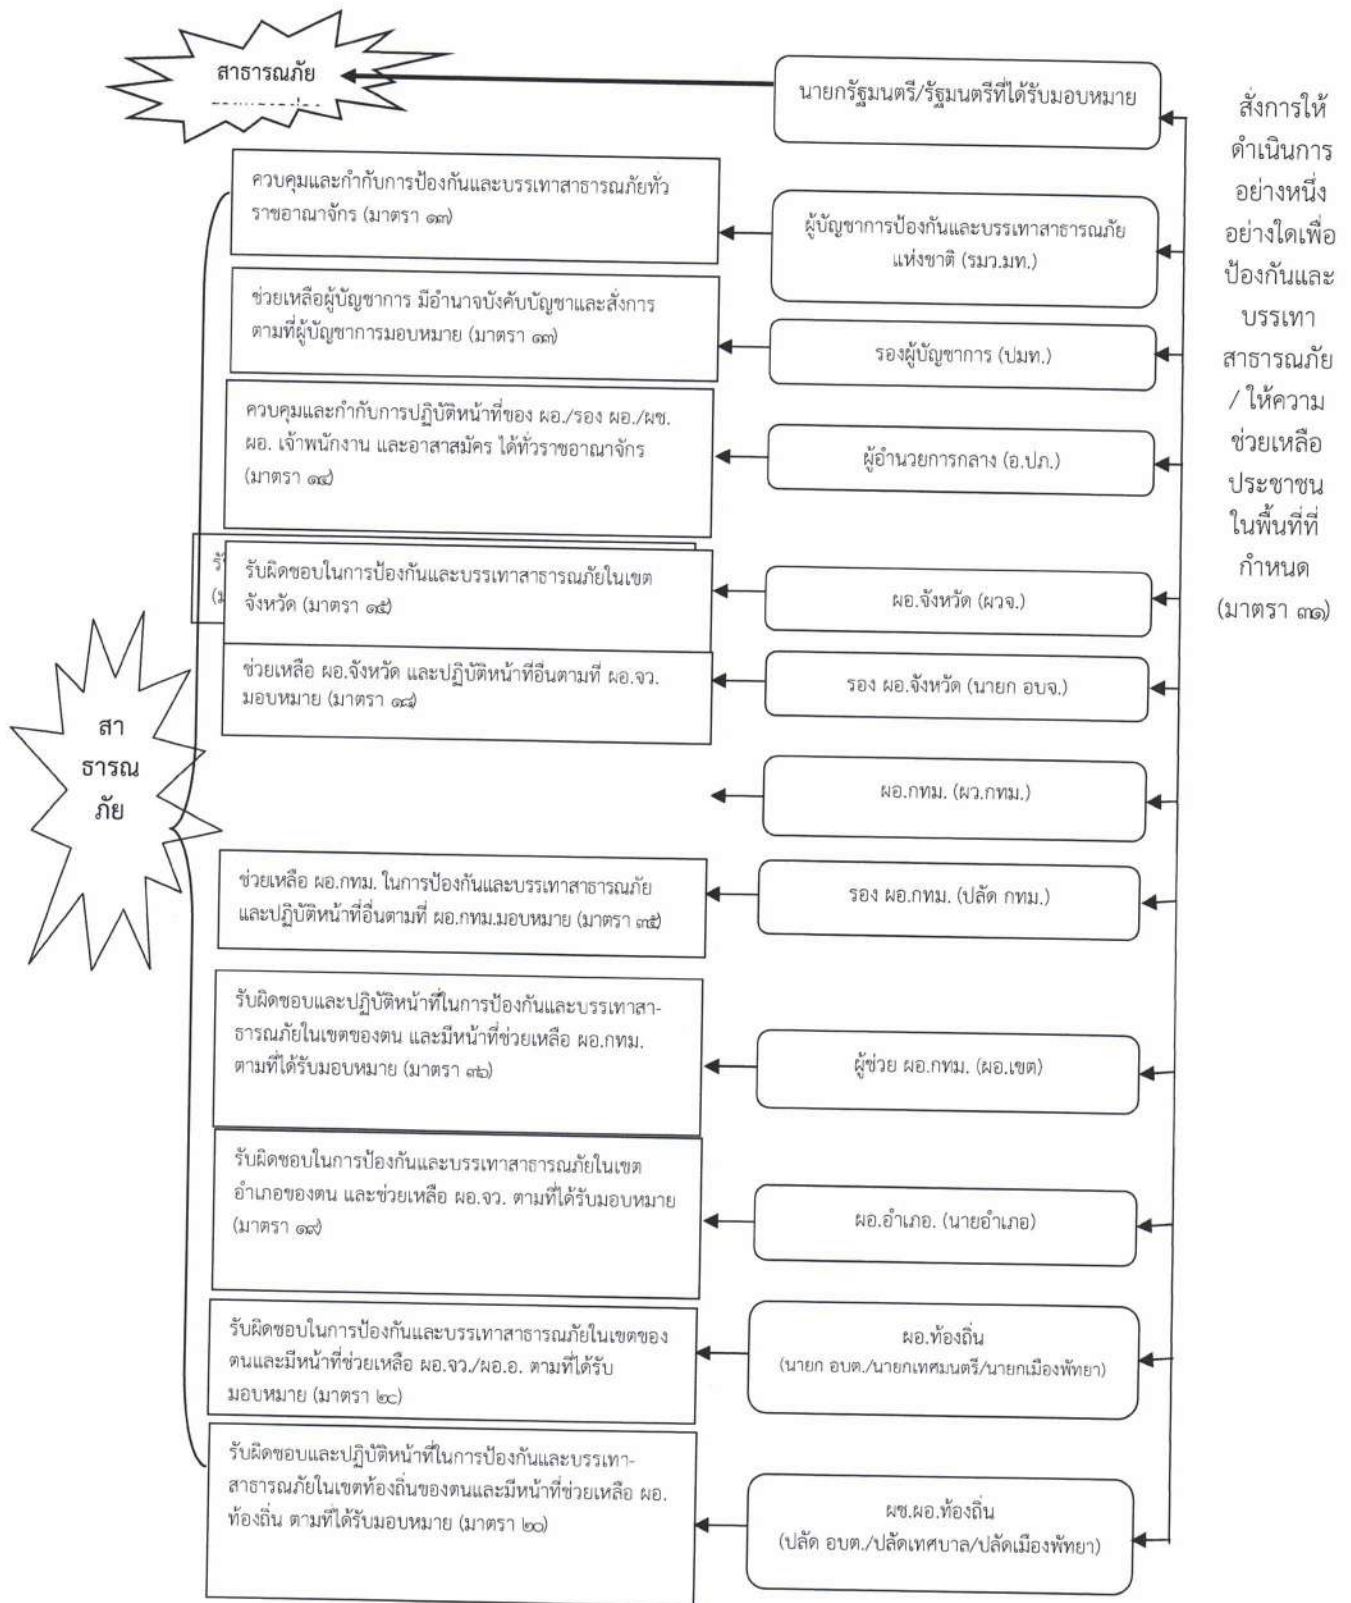 สาธารณภัย
นายกรัฐมนตรี/รัฐมนตรีที่ได้รับมอบหมาย
สั่งการให้
ดำเนินการ
อย่างหนึ่ง
อย่างใดเพื่อ
ป้องกันและ
บรรเทา
สาธารณภัย
/ ให้ความ
ช่วยเหลือ
ประชาชน
ในพื้นที่ที่
กำหนด
(มาตรา ๓๑)
ควบคุมและกำกับการป้องกันและบรรเทาสาธารณภัยทั่ว
ราชอาณาจักร (มาตรา ๑๓)
ผู้บัญชาการป้องกันและบรรเทาสาธารณภัย
แห่งชาติ (รมว.มท.)
ช่วยเหลือผู้บัญชาการ มีอำนาจบังคับบัญชาและสั่งการ
ตามที่ผู้บัญชาการมอบหมาย (มาตรา ๑๓)
รองผู้บัญชาการ (ปมท.)
ควบคุมและกำกับการปฏิบัติหน้าที่ของ ผอ./รอง ผอ./ผช.
ผอ. เจ้าพนักงาน และอาสาสมัคร ได้ทั่วราชอาณาจักร
(มาตรา ๑๔)
ผู้อำนวยการกลาง (อ.ปภ.)
รับผิดชอบในการป้องกันและบรรเทาสาธารณภัยในเขต
จังหวัด (มาตรา ๑๕)
ผอ.จังหวัด (ผวจ.)
ช่วยเหลือ ผอ.จังหวัด และปฏิบัติหน้าที่อื่นตามที่ ผอ.จว.
มอบหมาย (มาตรา ๑๘)
รอง ผอ.จังหวัด (นายก อบจ.)
สา
ธารณ
ภัย
ผอ.กทม. (ผว.กทม.)
ช่วยเหลือ ผอ.กทม. ในการป้องกันและบรรเทาสาธารณภัย
และปฏิบัติหน้าที่อื่นตามที่ ผอ.กทม.มอบหมาย (มาตรา ๓๕)
รอง ผอ.กทม. (ปลัด กทม.)
รับผิดชอบและปฏิบัติหน้าที่ในการป้องกันและบรรเทาสา-
ธารณภัยในเขตของตน และมีหน้าที่ช่วยเหลือ ผอ.กทม.
ตามที่ได้รับมอบหมาย (มาตรา ๓๖)
ผู้ช่วย ผอ.กทม. (ผอ.เขต)
รับผิดชอบในการป้องกันและบรรเทาสาธารณภัยในเขต
อำเภอของตน และช่วยเหลือ ผอ.จว. ตามที่ได้รับมอบหมาย
(มาตรา ๑๙)
ผอ.อำเภอ. (นายอำเภอ)
รับผิดชอบในการป้องกันและบรรเทาสาธารณภัยในเขตของ
ตนและมีหน้าที่ช่วยเหลือ ผอ.จว./ผอ.อ. ตามที่ได้รับ
มอบหมาย (มาตรา
ผอ.ท้องถิ่น
(นายก อบต./นายกเทศมนตรี/นายกเมืองพัทยา)
รับผิดชอบและปฏิบัติหน้าที่ในการป้องกันและบรรเทา-
สาธารณภัยในเขตท้องถิ่นของตนและมีหน้าที่ช่วยเหลือ ผอ.
ท้องถิ่น ตามที่ได้รับมอบหมาย (มาตรา ๒๐)
ผช.ผอ.ท้องถิ่น
(ปลัด อบต./ปลัดเทศบาล/ปลัดเมืองพัทยา)